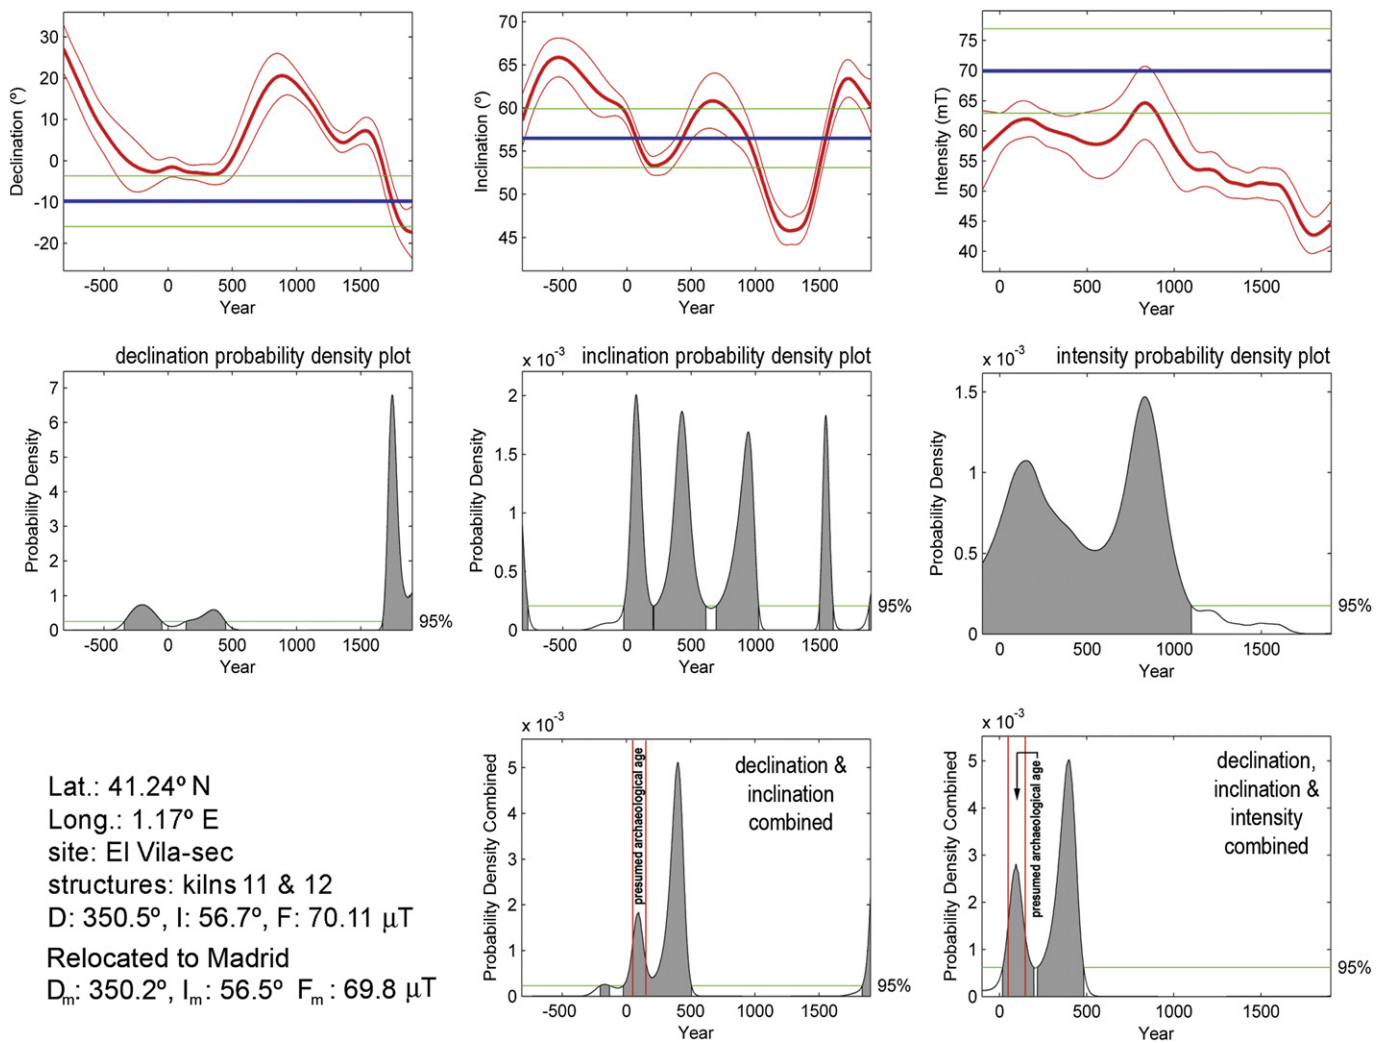 30
20
10
0
-10
-20
Declination (º)
-500 0 500 1000 1500
Year
70
65
60
55
50
45
Inclination (º)
-500 0 500 1000 1500
Year
75
70
65
60
55
50
45
40
Intensity (mT)
0 500 1000 1500
Year
declination probability density plot
7
6
5
4
3
2
1
0
Probability Density
95%
-500 0 500 1000 1500
Year
x 10⁻³
inclination probability density plot
2
1.5
1
0.5
0
Probability Density
95%
-500 0 500 1000 1500
Year
x 10⁻³
intensity probability density plot
1.5
1
0.5
0
Probability Density
95%
0 500 1000 1500
Year
Lat.: 41.24º N
Long.: 1.17º E
site: El Vila-sec
structures: kilns 11 & 12
D: 350.5º, I: 56.7º, F: 70.11 µT
Relocated to Madrid
Dm: 350.2º, Im: 56.5º Fm: 69.8 µT
x 10⁻³
5
4
3
2
1
0
Probability Density Combined
presumed archaeological age
declination &
inclination
combined
95%
-500 0 500 1000 1500
Year
x 10⁻³
5
4
3
2
1
0
Probability Density Combined
presumed archaeological age
declination,
inclination &
intensity
combined
95%
0 500 1000 1500
Year